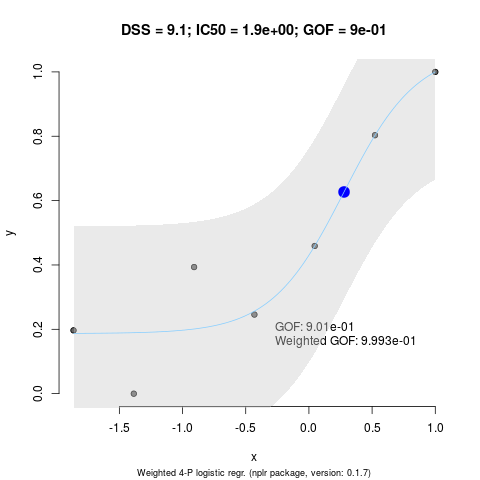 DSS = 9.1; IC50 = 1.9e+00; GOF = 9e-01
1.0
0.8
0.6
0.4
0.2
0.0
y
GOF: 9.01e-01
Weighted GOF: 9.993e-01
-1.5 -1.0 -0.5 0.0 0.5 1.0
x
Weighted 4-P logistic regr. (nplr package, version: 0.1.7)